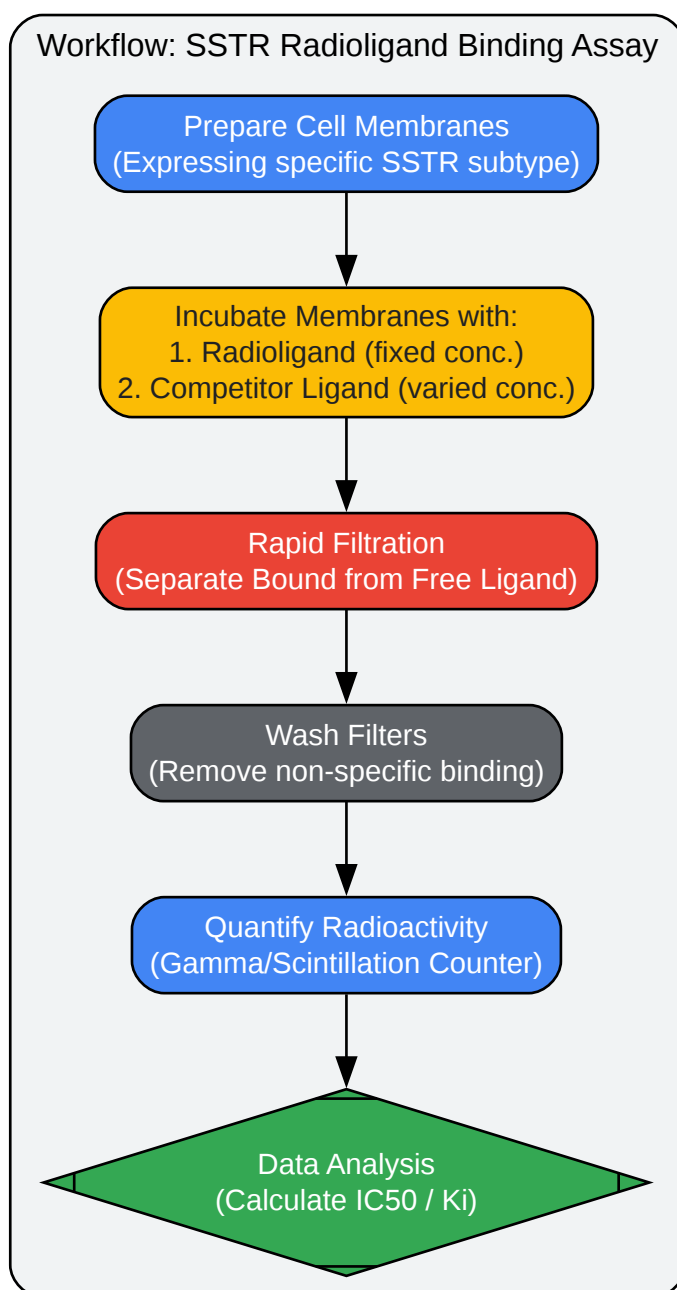 Workflow: SSTR Radioligand Binding Assay
Prepare Cell Membranes
(Expressing specific SSTR subtype)
Incubate Membranes with:
1. Radioligand (fixed conc.)
2. Competitor Ligand (varied conc.)
Rapid Filtration
(Separate Bound from Free Ligand)
Wash Filters
(Remove non-specific binding)
Quantify Radioactivity
(Gamma/Scintillation Counter)
Data Analysis
(Calculate IC50 / Ki)